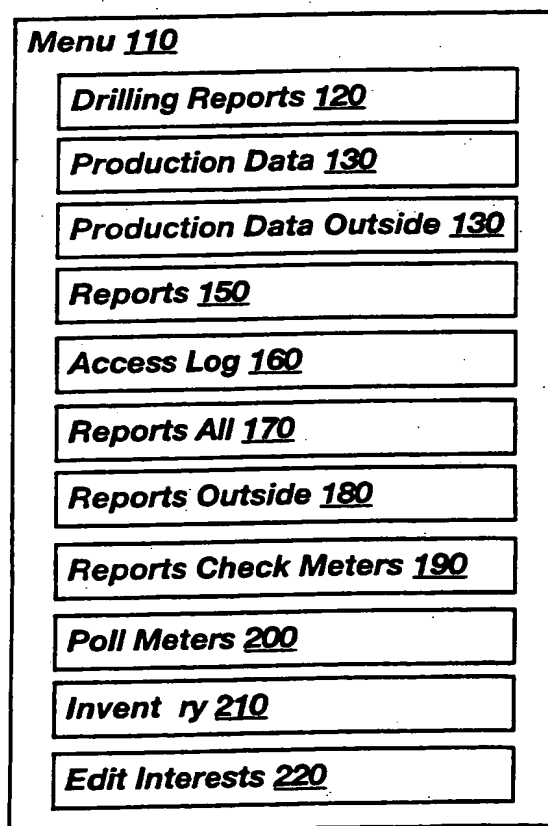 Menu 110
Drilling Reports 120
Production Data 130
Production Data Outside 130
Reports 150
Access Log 160
Reports All 170
Reports Outside 180
Reports Check Meters 190
Poll Meters 200
Invent ry 210
Edit Interests 220